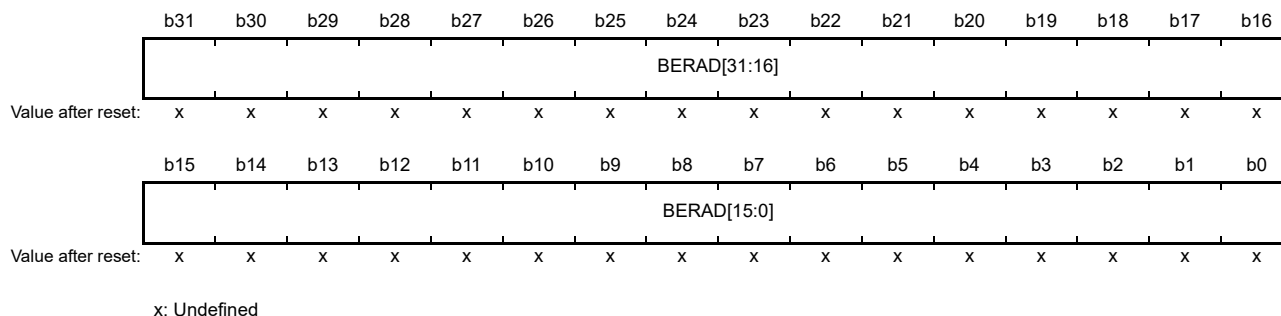 b31 b30 b29 b28 b27 b26 b25 b24 b23 b22 b21 b20 b19 b18 b17 b16
BERAD[31:16]
Value after reset: x x x x x x x x x x x x x x x x
b15 b14 b13 b12 b11 b10 b9 b8 b7 b6 b5 b4 b3 b2 b1 b0
BERAD[15:0]
Value after reset: x x x x x x x x x x x x x x x x
x: Undefined